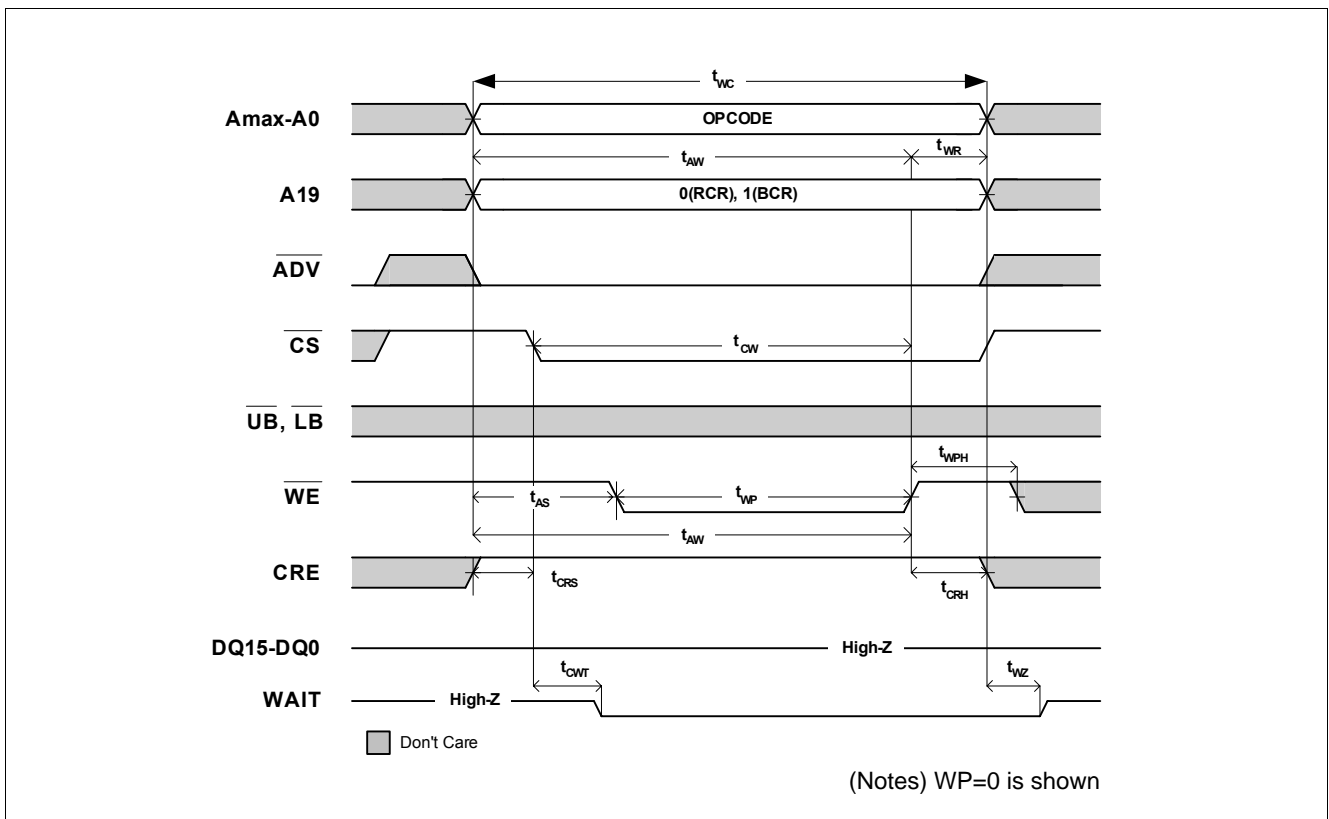 tWC
Amax-A0
OPCODE
tAW
tWR
A19
0(RCR), 1(BCR)
ADV
CS
tCW
UB, LB
tWPH
WE
tAS
tWP
tAW
CRE
tCRS
tCRH
DQ15-DQ0
High-Z
tCWT
tWZ
WAIT
High-Z
Don't Care
(Notes) WP=0 is shown